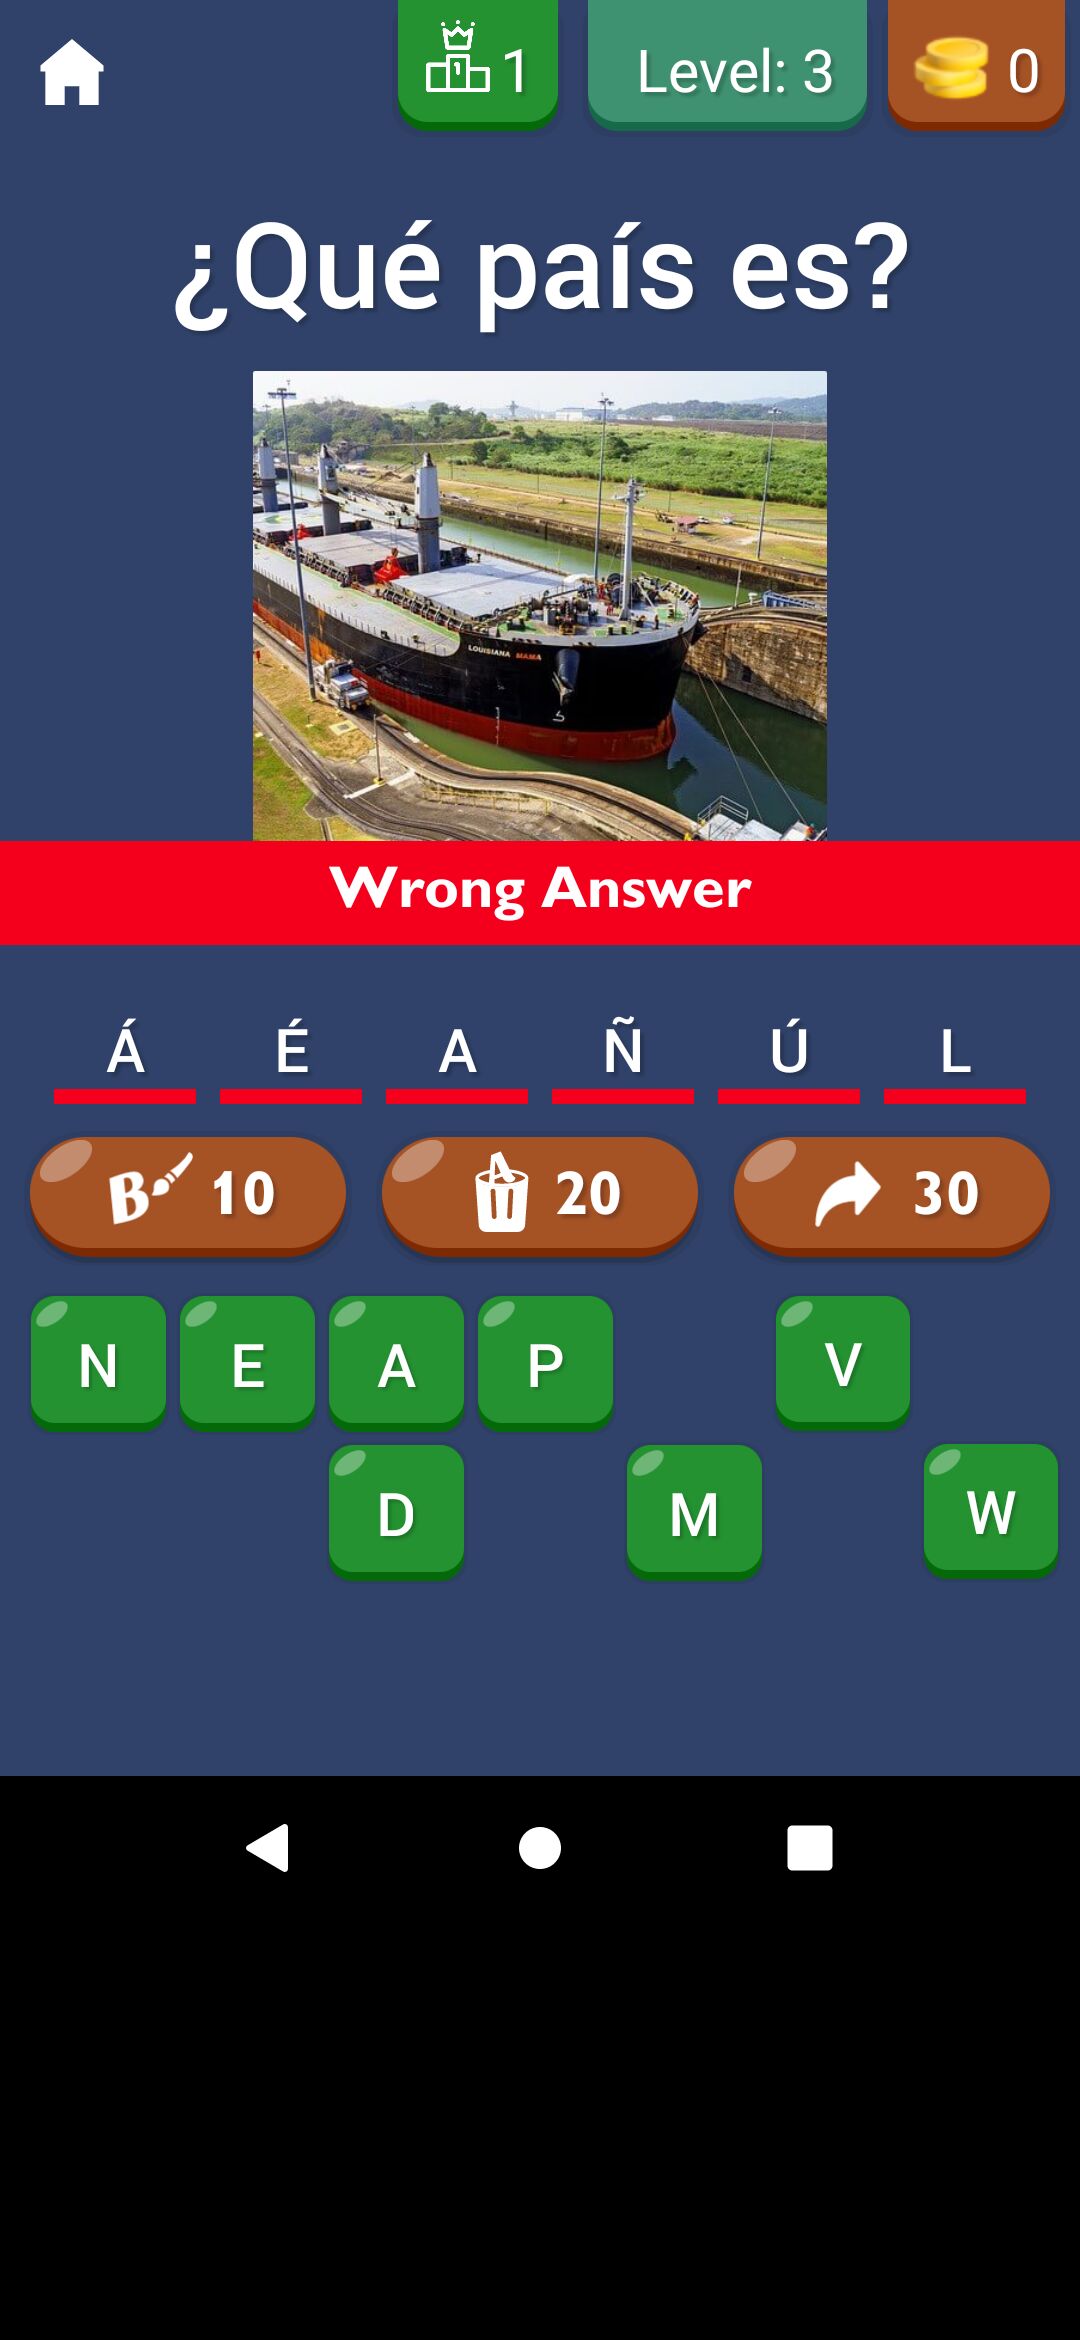 1
Level: 3
0
¿Qué país es?
LOUISIANA MAMA
Wrong Answer
Á É A Ñ Ú L
B 10
20
30
N E A P V
D M W